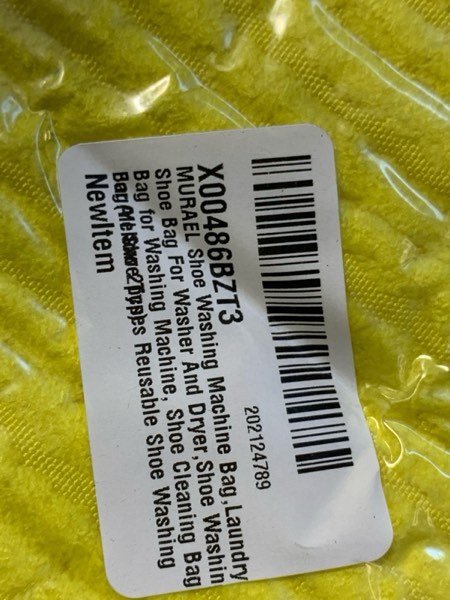 202124789
X00486BZT3
MURAEL Shoe Washing Machine Bag,Laundry
Shoe Bag For Washer And Dryer,Shoe Washin
Bag for Washing Machine, Shoe Cleaning Bag
Reusable Shoe Washing
NewItem